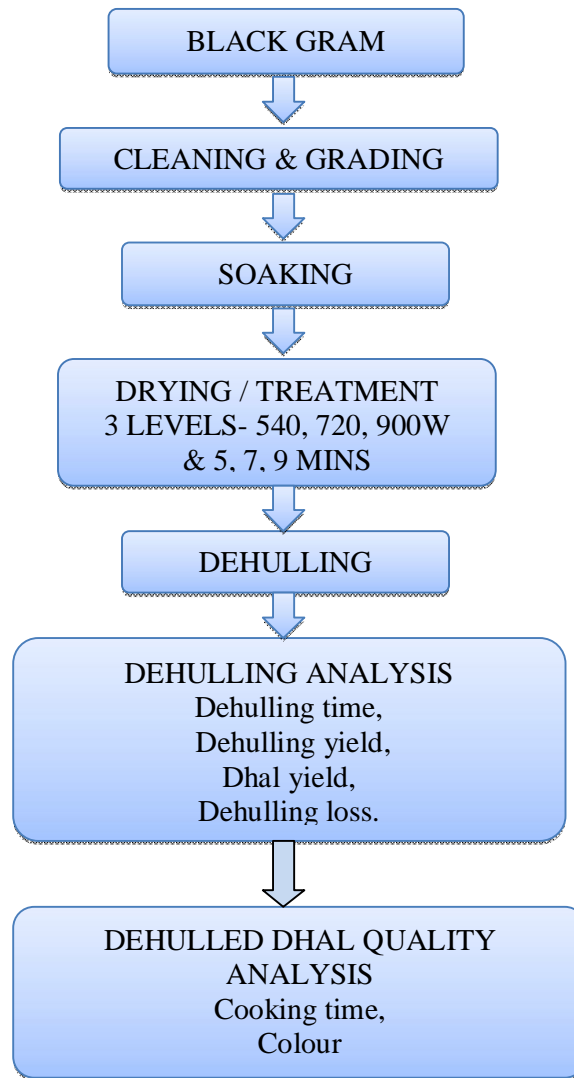 BLACK GRAM
CLEANING & GRADING
SOAKING
DRYING / TREATMENT
3 LEVELS- 540, 720, 900W
& 5, 7, 9 MINS
DEHULLING
DEHULLING ANALYSIS
Dehulling time,
Dehulling yield,
Dhal yield,
Dehulling loss.
DEHULLED DHAL QUALITY
ANALYSIS
Cooking time,
Colour